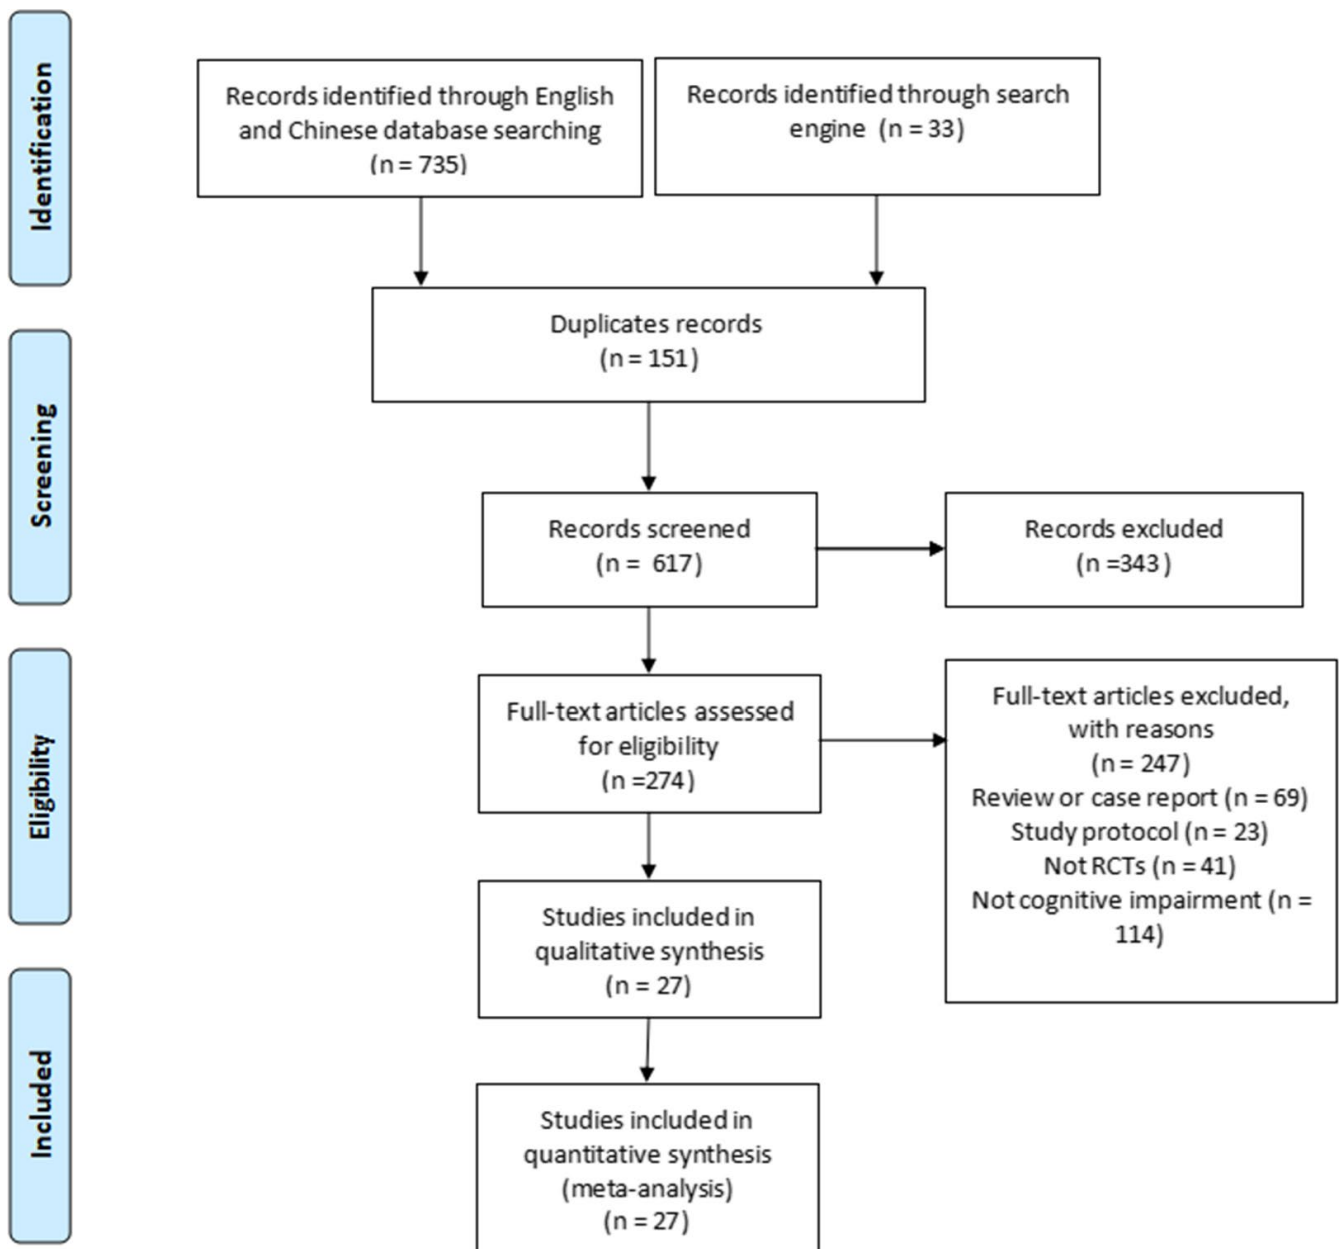 Identification
Records identified through English
and Chinese database searching
(n = 735)
Records identified through search
engine (n = 33)
Duplicates records
(n = 151)
Screening
Records screened
(n = 617)
Records excluded
(n =343 )
Eligibility
Full-text articles assessed
for eligibility
(n =274)
Full-text articles excluded,
with reasons
(n = 247)
Review or case report (n = 69)
Study protocol (n = 23)
Not RCTs (n = 41)
Not cognitive impairment (n =
114)
Studies included in
qualitative synthesis
(n = 27)
Included
Studies included in
quantitative synthesis
(meta-analysis)
(n = 27)